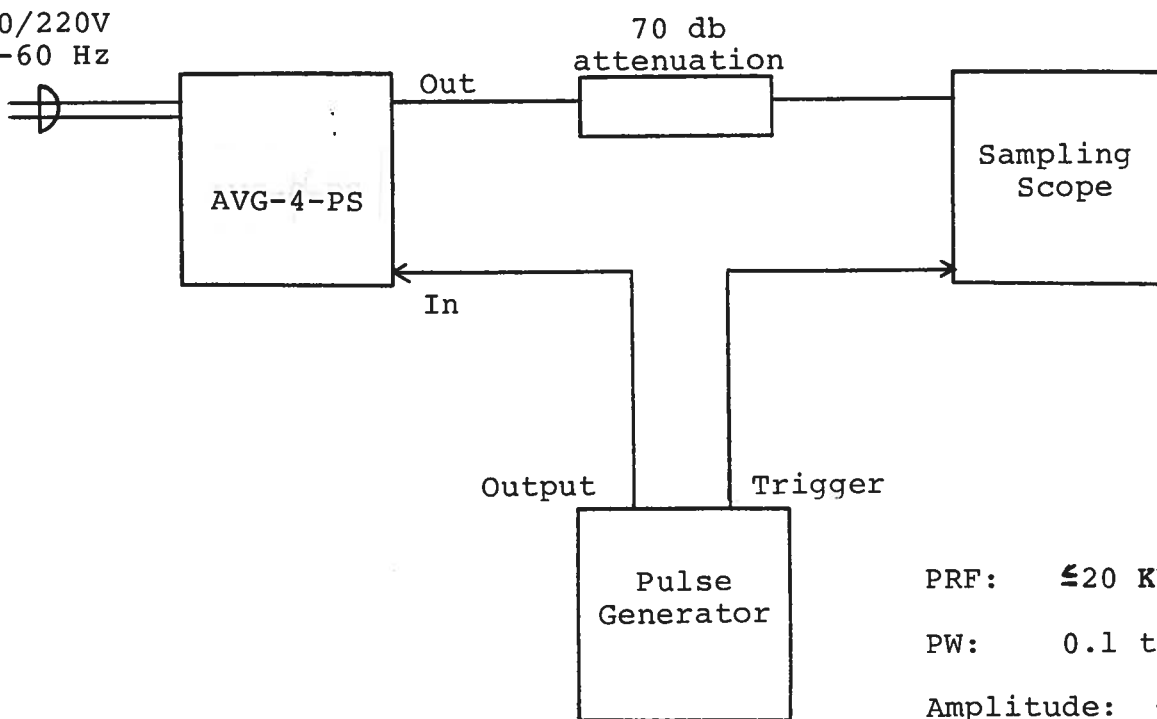 0/220V
-60 Hz
70 db
attenuation
Out
Sampling
Scope
AVG-4-PS
In
Output
Trigger
Pulse
Generator
PRF: ≤20 K
PW: 0.1 t
Amplitude: